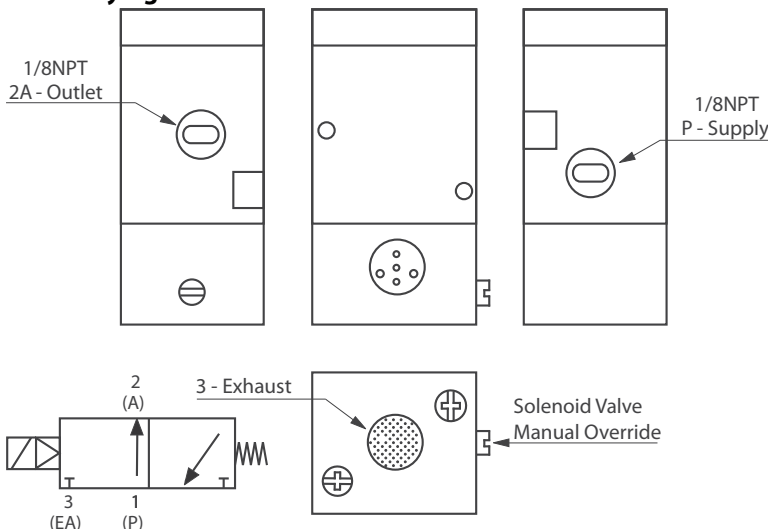 1/8NPT
2A - Outlet
1/8NPT
P - Supply
2
(A)
3 - Exhaust
Solenoid Valve
Manual Override
3
(EA)
1
(P)